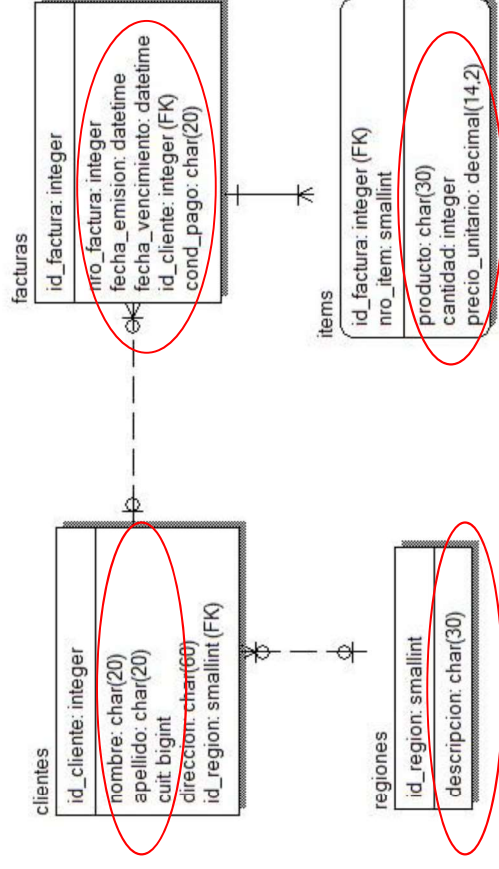 clientes
id_cliente: integer
nombre: char(20)
apellido: char(20)
cuit: bigint
direccion: char(60)
id_region: smallint (FK)
facturas
id_factura: integer
nro_factura: integer
fecha_emision: datetime
fecha_vencimiento: datetime
id_cliente: integer (FK)
cond_pago: char(20)
regiones
id_region: smallint
descripcion: char(30)
items
id_factura: integer (FK)
nro_item: smallint
producto: char(30)
cantidad: integer
precio_unitario: decimal(14,2)